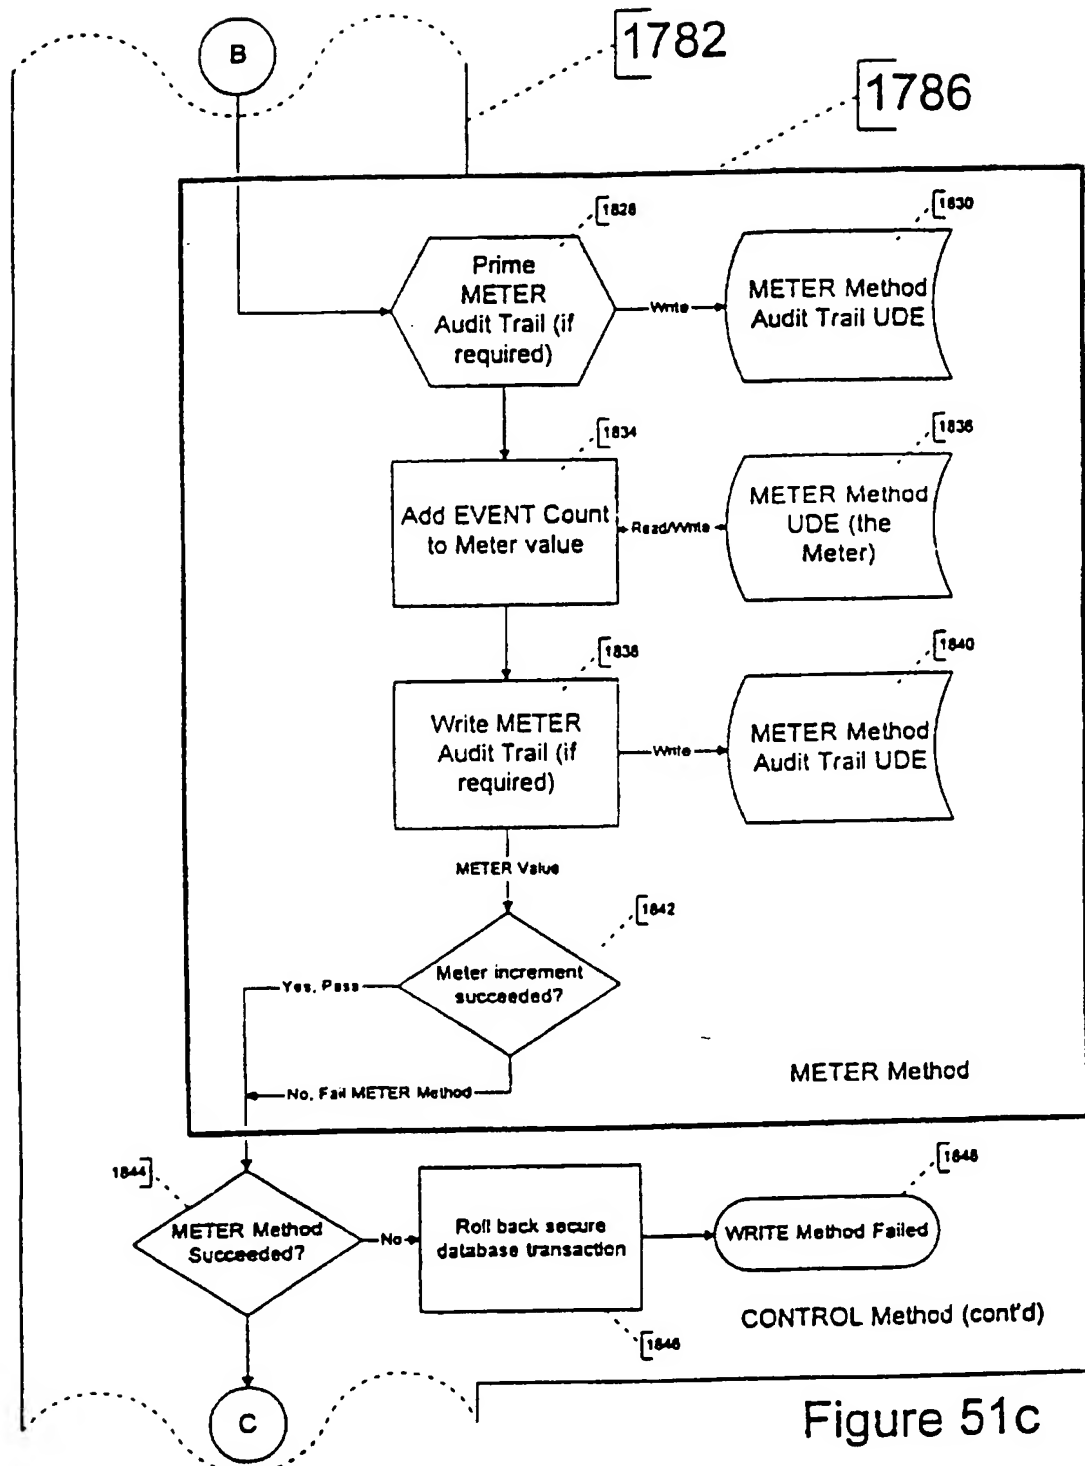 B
1782
1786
1828
Prime
METER
Audit Trail (if
required)
Write
1830
METER Method
Audit Trail UDE
1834
Add EVENT Count
to Meter value
Read/Write
1836
METER Method
UDE (the
Meter)
1838
Write METER
Audit Trail (if
required)
Write
1840
METER Method
Audit Trail UDE
METER Value
1842
Meter increment
succeeded?
Yes, Pass
No, Fail METER Method
METER Method
1844
METER Method
Succeeded?
No
Roll back secure
database transaction
1846
1848
WRITE Method Failed
CONTROL Method (cont'd)
C
Figure 51c